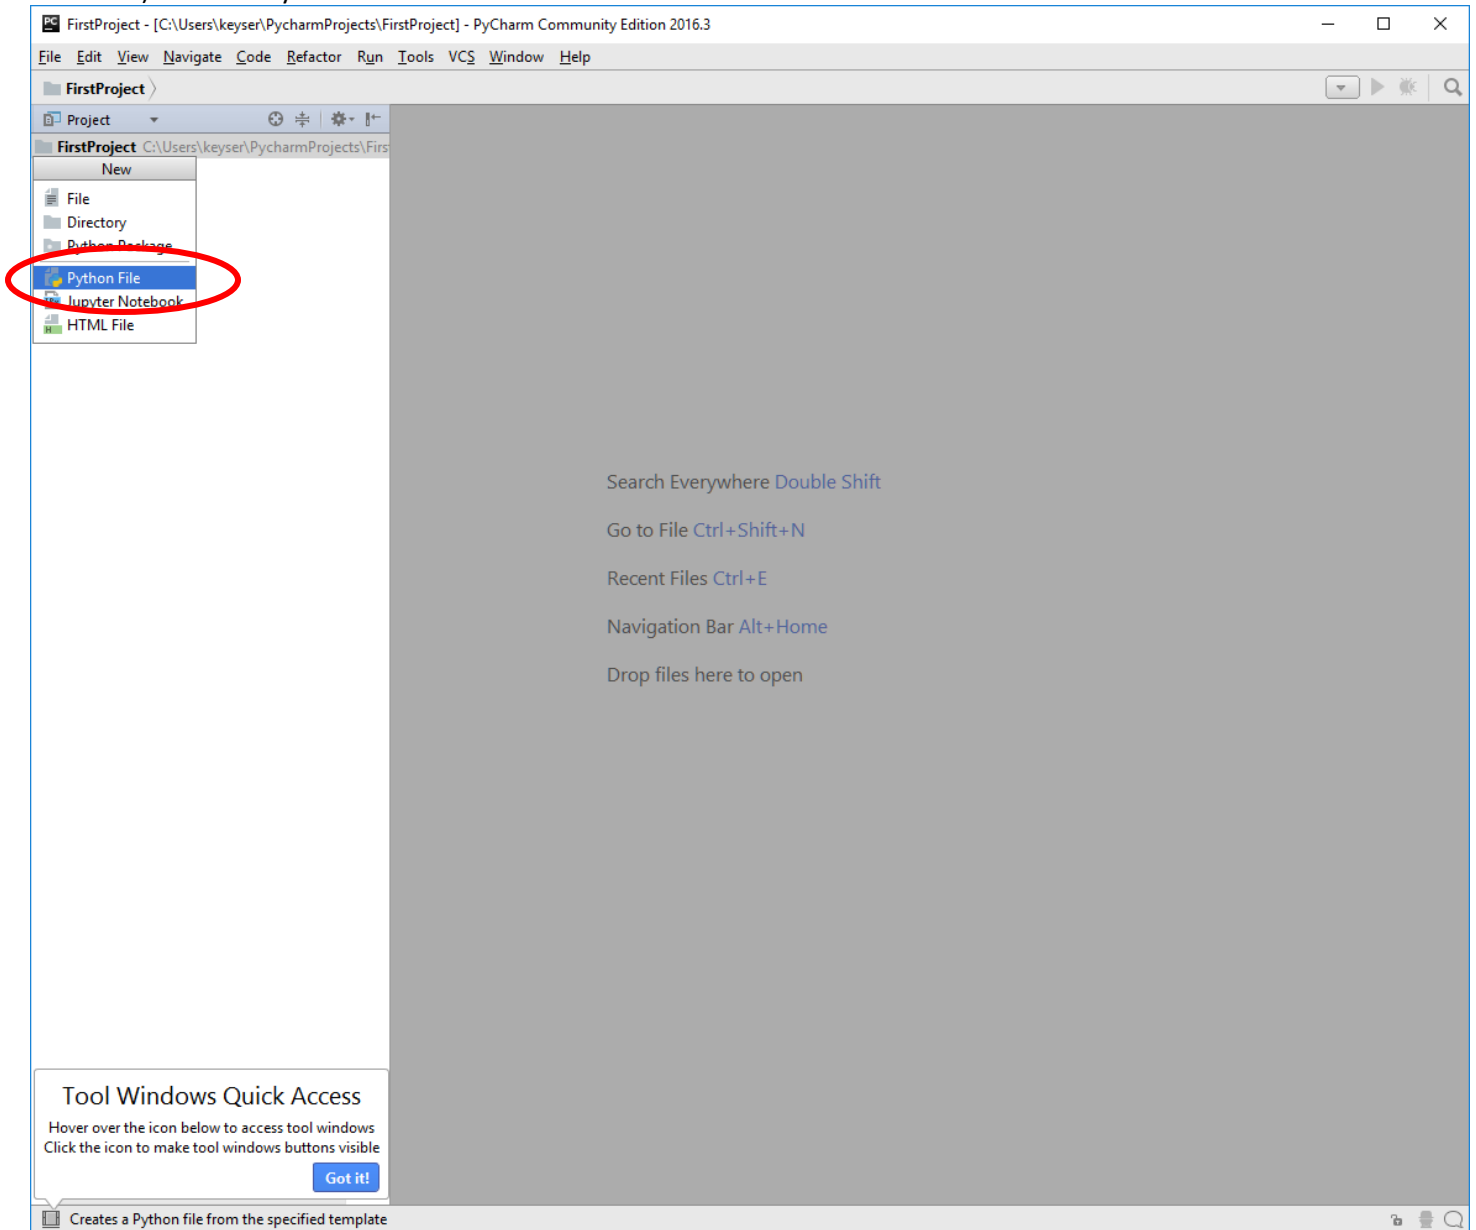 FirstProject - [C:\Users\keyser\PycharmProjects\FirstProject] - PyCharm Community Edition 2016.3
File Edit View Navigate Code Refactor Run Tools VCS Window Help
FirstProject
Project
FirstProject C:\Users\keyser\PycharmProjects\Firs
New
File
Directory
Python Package
Python File
Jupyter Notebook
HTML File
Search Everywhere Double Shift
Go to File Ctrl+Shift+N
Recent Files Ctrl+E
Navigation Bar Alt+Home
Drop files here to open
Tool Windows Quick Access
Hover over the icon below to access tool windows
Click the icon to make tool windows buttons visible
Got it!
Creates a Python file from the specified template